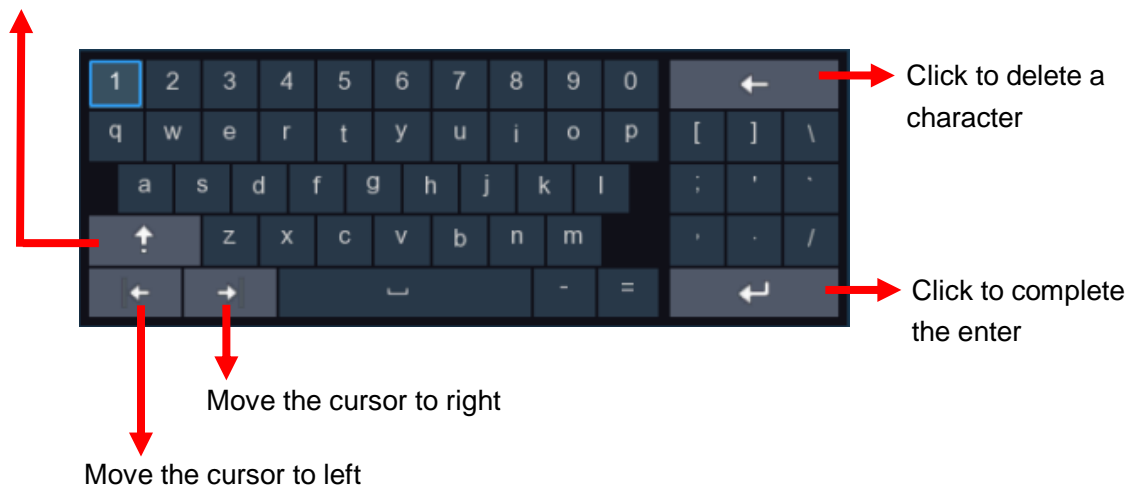 1 2 3 4 5 6 7 8 9 0
Click to delete a
character
q w e r t y u i o p [ ] \
a s d f g h j k l ; ' `
z x c v b n m , . /
- =
Click to complete
the enter
Move the cursor to right
Move the cursor to left